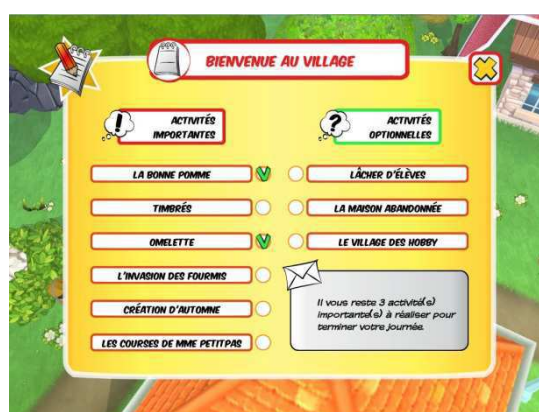 BIENVENUE AU VILLAGE
!
ACTIVITÉS
IMPORTANTES
LA BONNE POMME
TIMBRÉS
OMELETTE
L'INVASION DES FOURMIS
CRÉATION D'AUTOMNE
LES COURSES DE MME PETITPAS
?
ACTIVITÉS
OPTIONNELLES
LÂCHER D'ÉLÈVES
LA MAISON ABANDONNÉE
LE VILLAGE DES HOBBY
Il vous reste 3 activité(s)
importante(s) à réaliser pour
terminer votre journée.